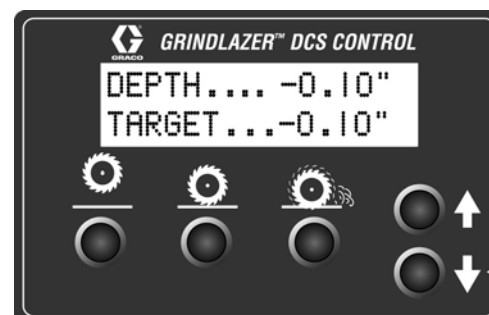 GRACO
GRINDLAZER™ DCS CONTROL
DEPTH.... -0.10"
TARGET...-0.10"